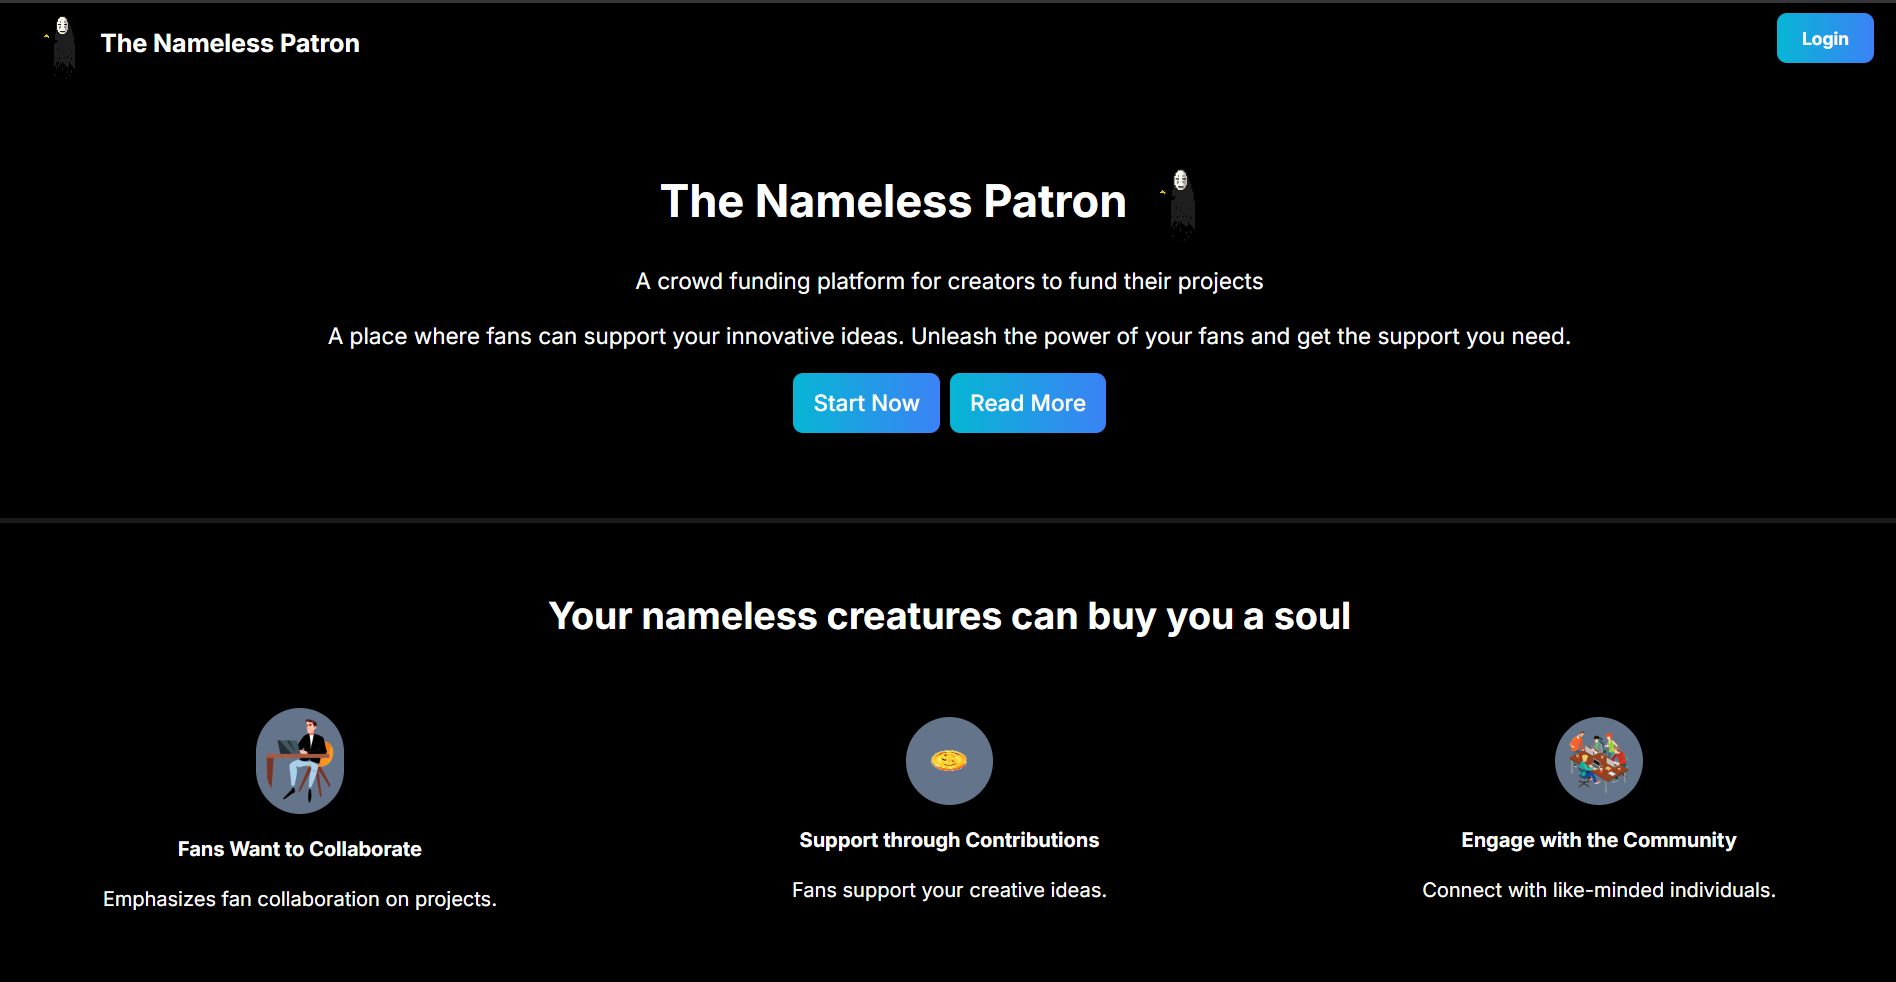 The Nameless Patron
Login
The Nameless Patron
A crowd funding platform for creators to fund their projects
A place where fans can support your innovative ideas. Unleash the power of your fans and get the support you need.
Start Now
Read More
Your nameless creatures can buy you a soul
Fans Want to Collaborate
Emphasizes fan collaboration on projects.
Support through Contributions
Fans support your creative ideas.
Engage with the Community
Connect with like-minded individuals.